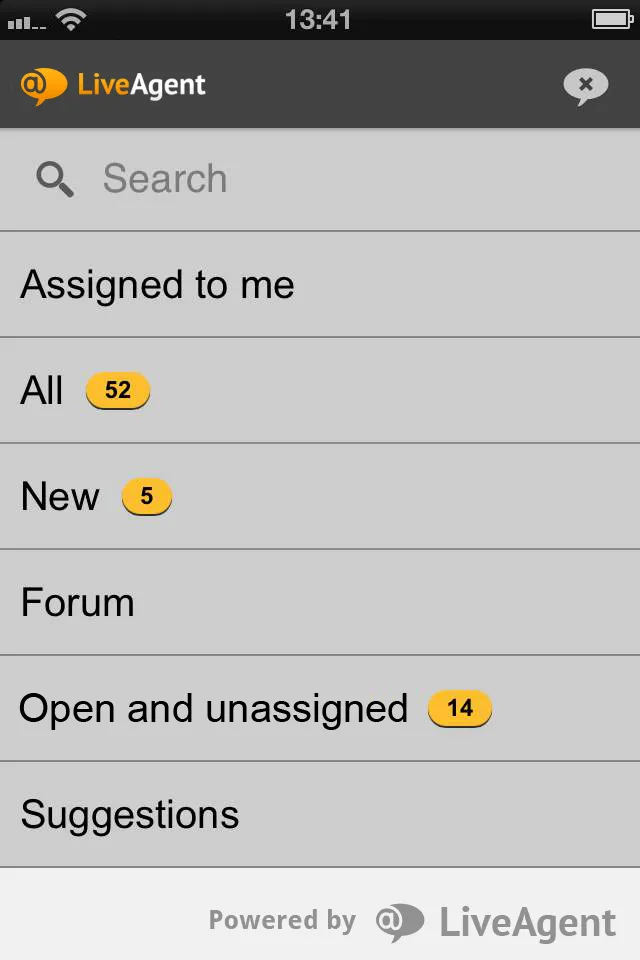 13:41
@ LiveAgent
Search
Assigned to me
All 52
New 5
Forum
Open and unassigned 14
Suggestions
Powered by @ LiveAgent